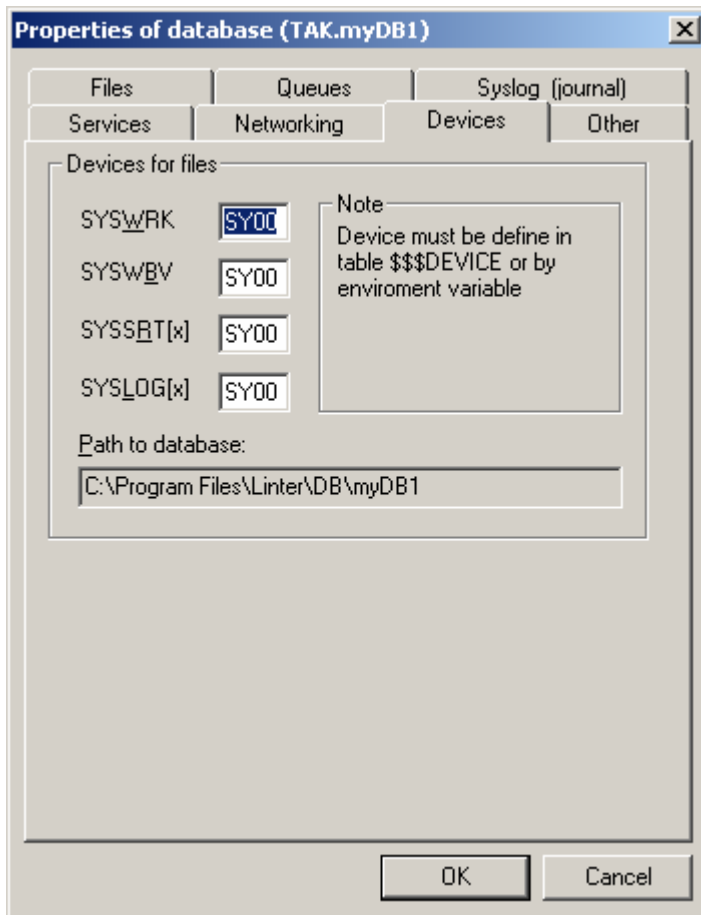 Properties of database (TAK.myDB1)
Files Queues Syslog (journal)
Services Networking Devices Other
Devices for files
SYSWRK SY00
SYSWBV SY00
SYSSRT[x] SY00
SYSLOG[x] SY00
Note
Device must be define in
table $$$DEVICE or by
enviroment variable
Path to database:
C:\Program Files\Linter\DB\myDB1
OK Cancel